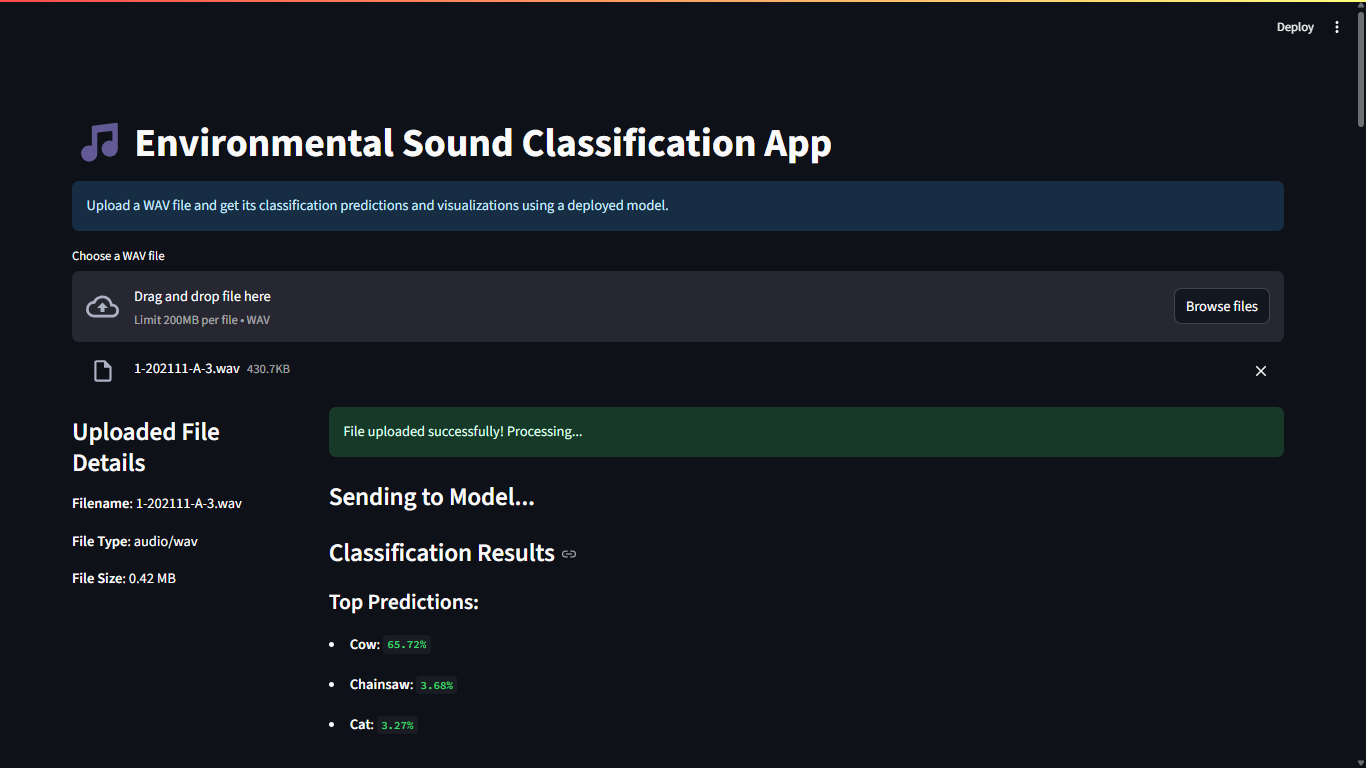 Deploy
Environmental Sound Classification App
Upload a WAV file and get its classification predictions and visualizations using a deployed model.
Choose a WAV file
Drag and drop file here
Limit 200MB per file • WAV
Browse files
1-202111-A-3.wav 430.7KB
Uploaded File
Details
Filename: 1-202111-A-3.wav
File Type: audio/wav
File Size: 0.42 MB
File uploaded successfully! Processing...
Sending to Model...
Classification Results
Top Predictions:
• Cow: 65.72%
• Chainsaw: 3.68%
• Cat: 3.27%